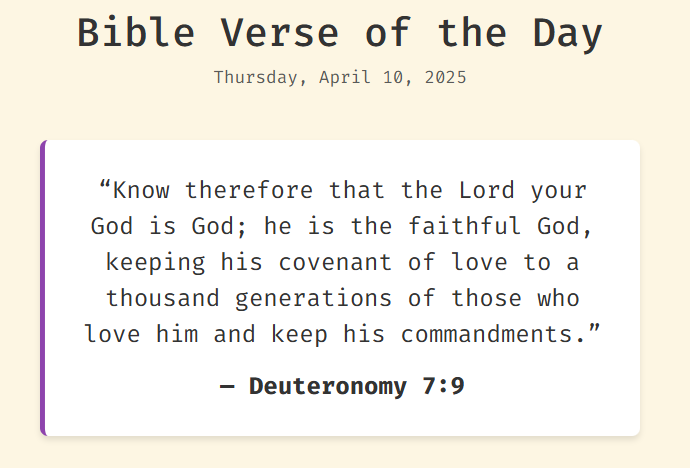 Bible Verse of the Day
Thursday, April 10, 2025
“Know therefore that the Lord your
God is God; he is the faithful God,
keeping his covenant of love to a
thousand generations of those who
love him and keep his commandments.”
— Deuteronomy 7:9